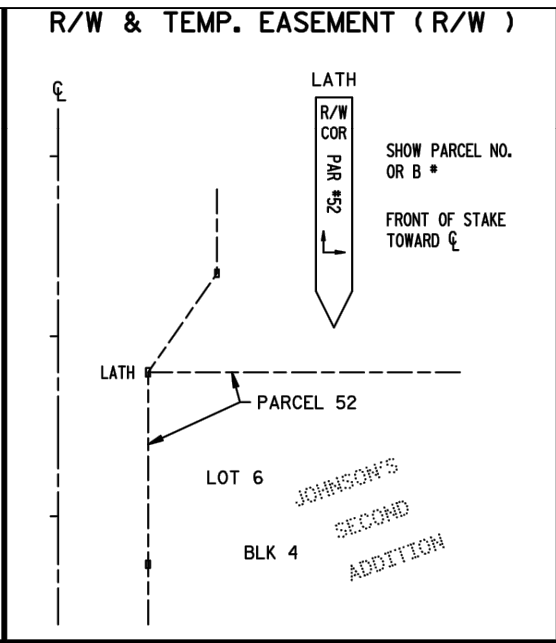 R/W & TEMP. EASEMENT (R/W )
℄
LATH
R/W
COR
PAR #52
SHOW PARCEL NO.
OR B #
FRONT OF STAKE
TOWARD ℄
LATH
PARCEL 52
LOT 6
BLK 4
JOHNSON'S
SECOND
ADDITION